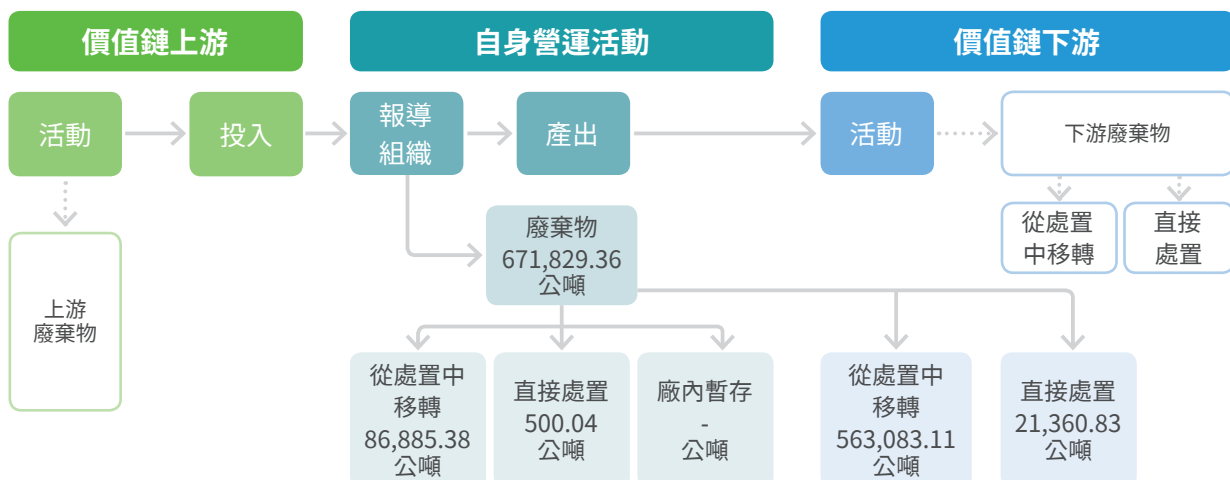 價值鏈上游
自身營運活動
價值鏈下游
活動
投入
報導
組織
產出
活動
下游廢棄物
從處置
中移轉
直接
處置
上游
廢棄物
廢棄物
671,829.36
公噸
從處置中
移轉
86,885.38
公噸
直接處置
500.04
公噸
廠內暫存
-
公噸
從處置中
移轉
563,083.11
公噸
直接處置
21,360.83
公噸